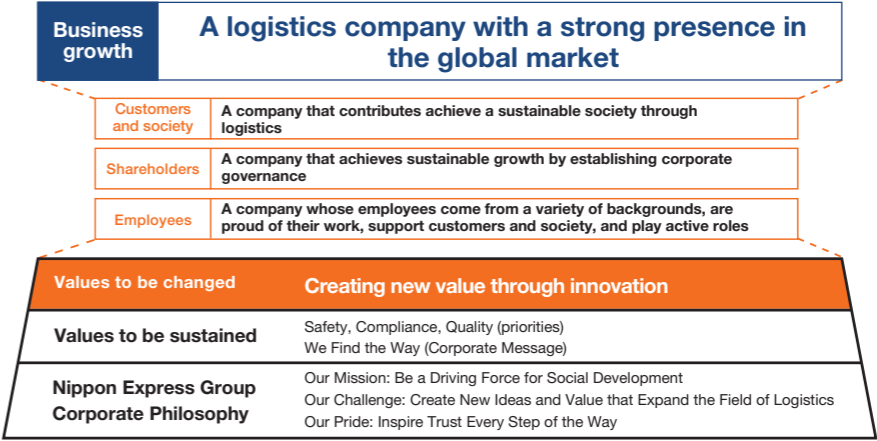 Business
growth
A logistics company with a strong presence in
the global market
Customers
and society
A company that contributes achieve a sustainable society through
logistics
Shareholders
A company that achieves sustainable growth by establishing corporate
governance
Employees
A company whose employees come from a variety of backgrounds, are
proud of their work, support customers and society, and play active roles
Values to be changed
Creating new value through innovation
Values to be sustained
Safety, Compliance, Quality (priorities)
We Find the Way (Corporate Message)
Nippon Express Group
Corporate Philosophy
Our Mission: Be a Driving Force for Social Development
Our Challenge: Create New Ideas and Value that Expand the Field of Logistics
Our Pride: Inspire Trust Every Step of the Way